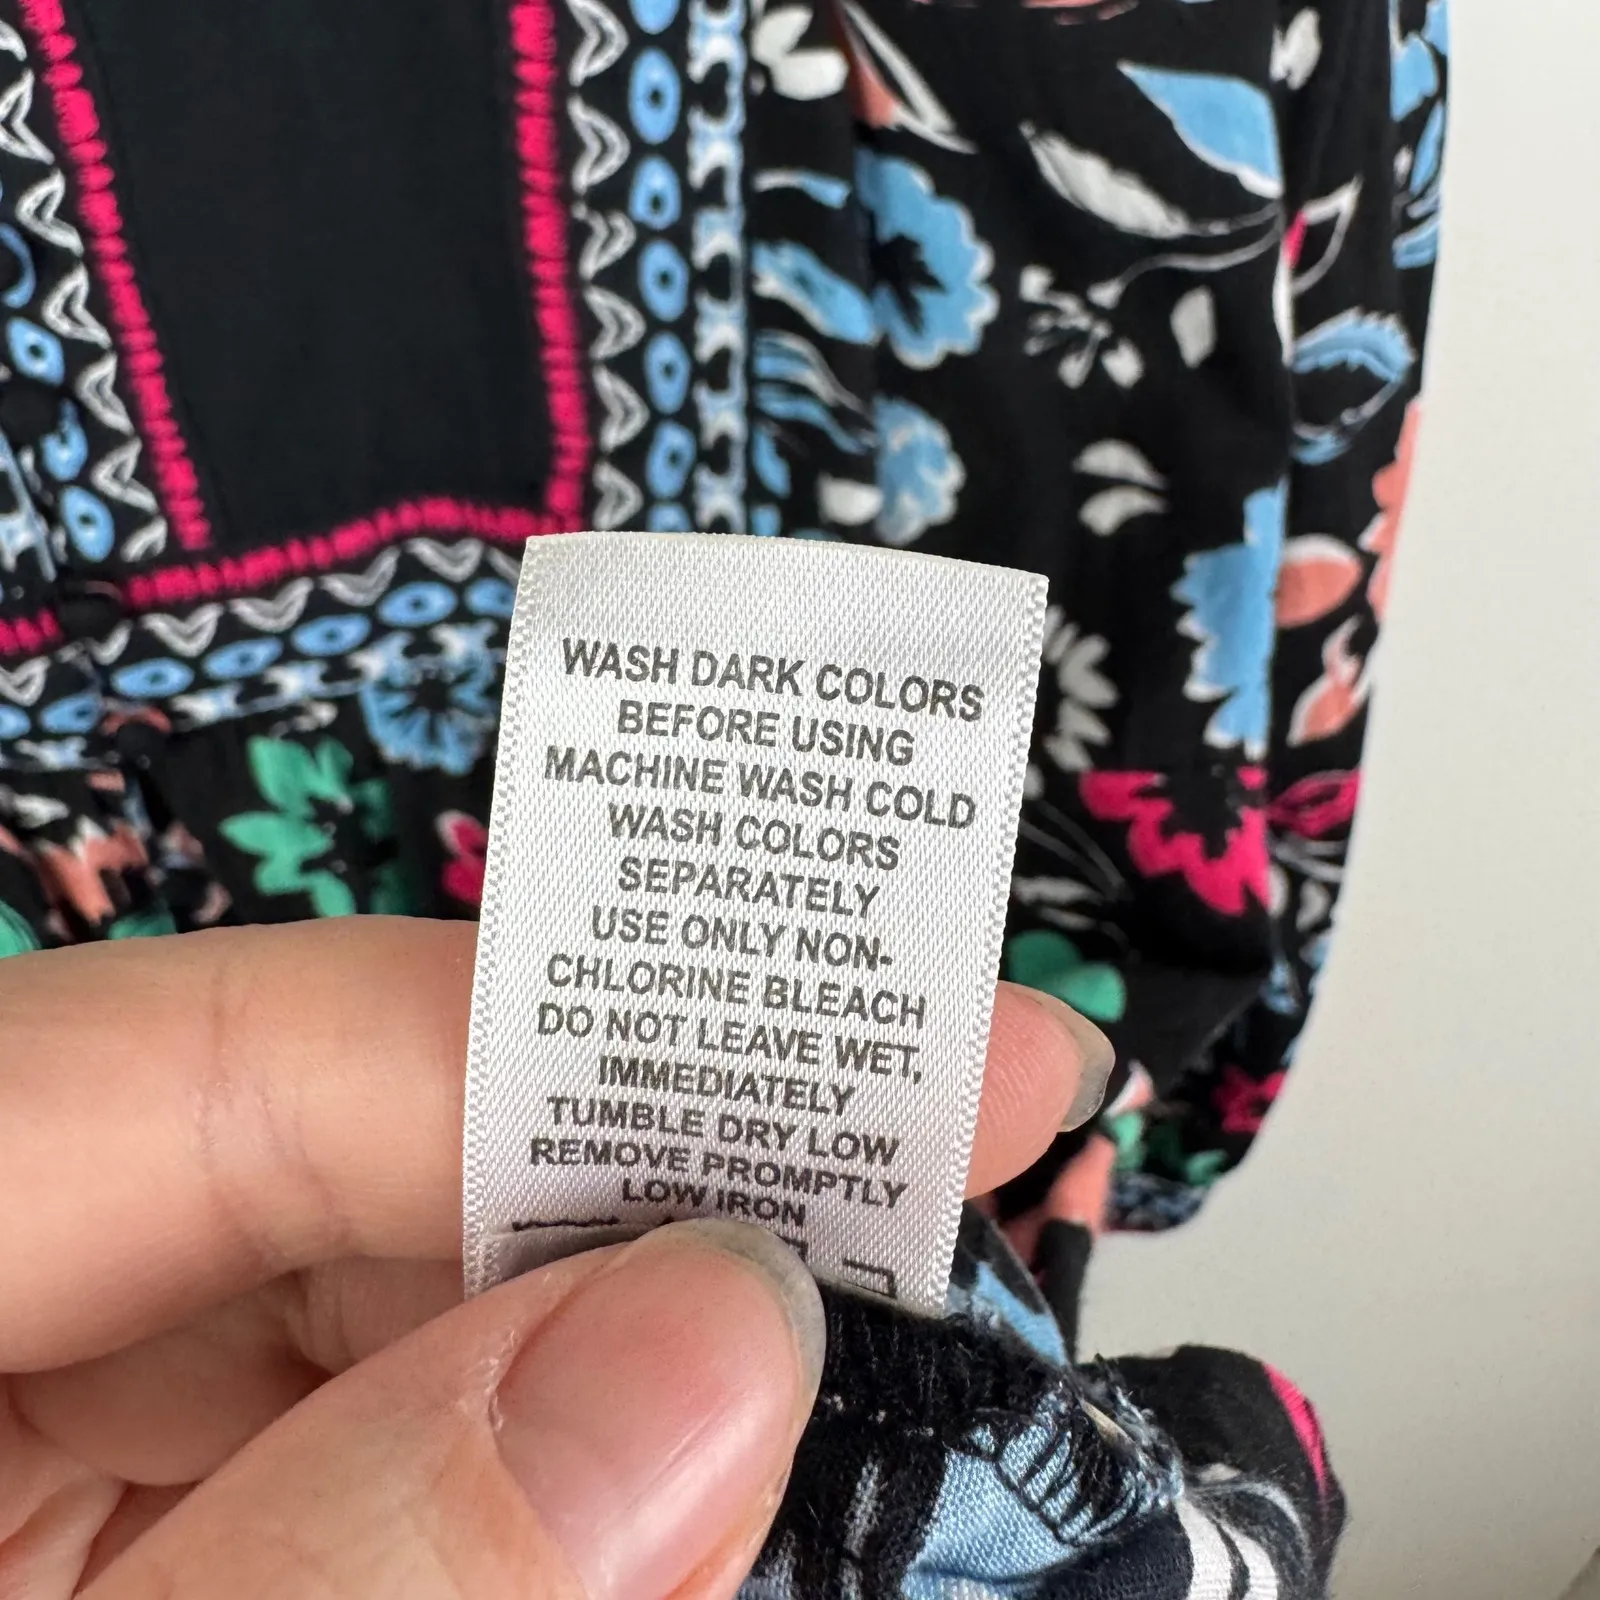 WASH DARK COLORS
BEFORE USING
MACHINE WASH COLD
WASH COLORS
SEPARATELY
USE ONLY NON-
CHLORINE BLEACH
DO NOT LEAVE WET,
IMMEDIATELY
TUMBLE DRY LOW
REMOVE PROMPTLY
LOW IRON